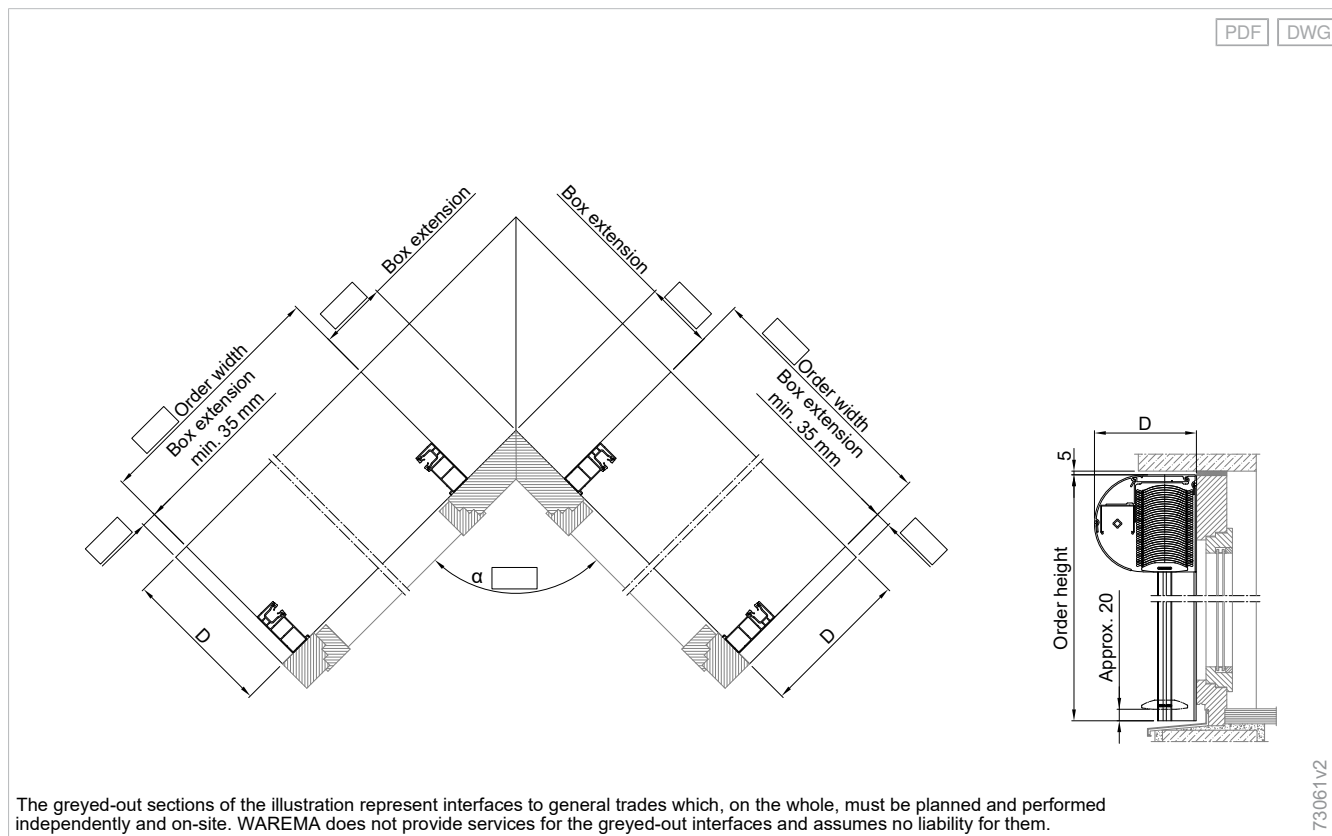 PDF DWG
Box extension
Box extension
Order width
Box extension
min. 35 mm
Order width
Box extension
min. 35 mm
D
α
D
D
5
Order height
Approx. 20
The greyed-out sections of the illustration represent interfaces to general trades which, on the whole, must be planned and performed
independently and on-site. WAREMA does not provide services for the greyed-out interfaces and assumes no liability for them.
73061v2